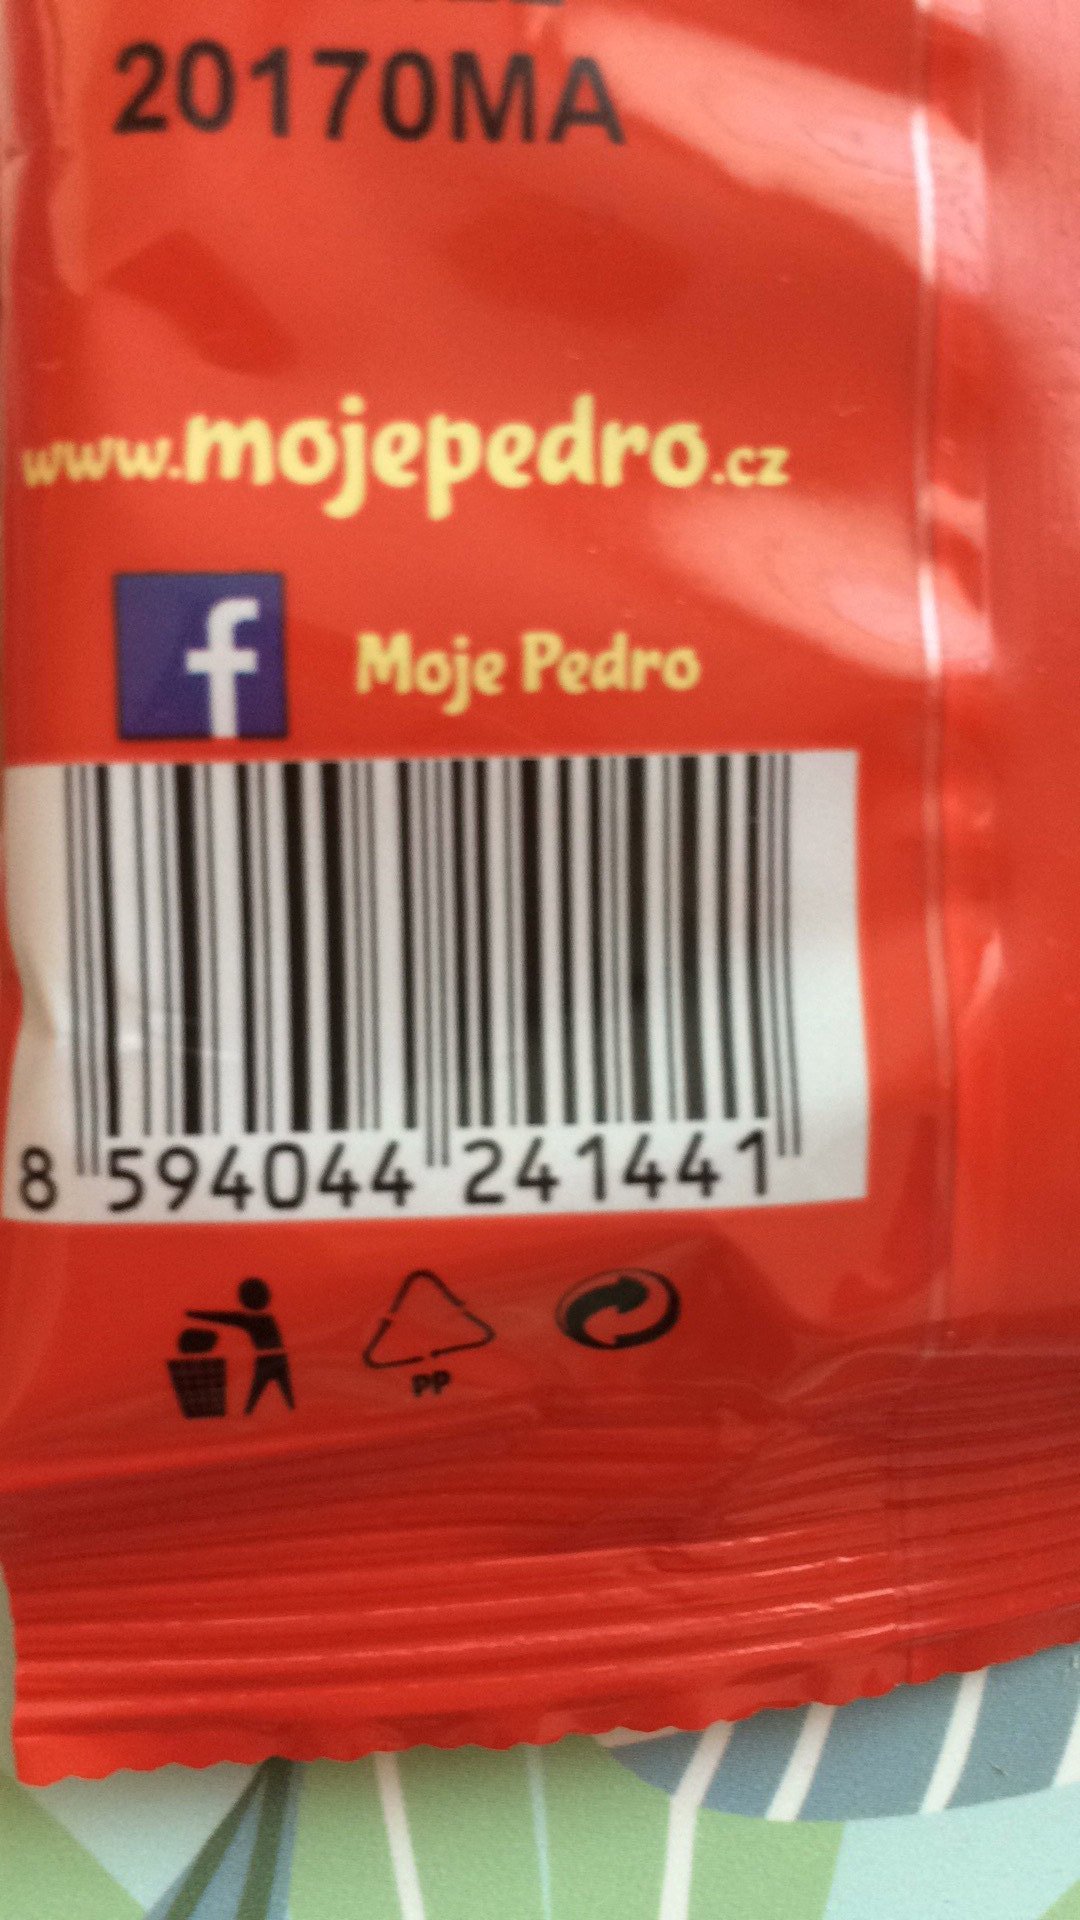 20170MA
www.mojepedro.cz
f Moje Pedro
8 594044 241441
PP